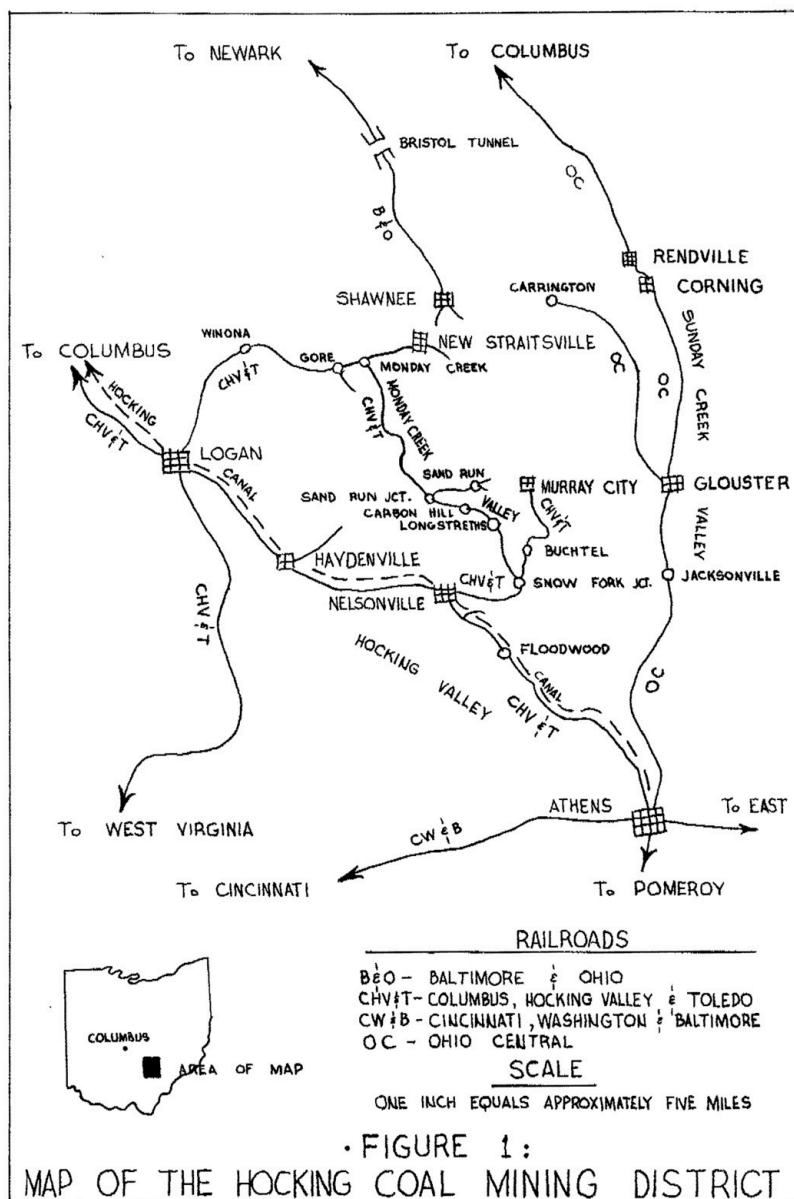 To NEWARK
To COLUMBUS
BRISTOL TUNNEL
OC
B&O
RENDVILLE
CORNING
CARRINGTON
SHAWNEE
SUNDAY CREEK
NEW STRAITSVILLE
WINONA
To COLUMBUS
GORE
MONDAY CREEK
CHV&T
OC
OC
HOCKING
CHV&T
MONDAY CREEK
CHV&T
LOGAN
CANAL
SAND RUN
MURRAY CITY
GLOUSTER
SAND RUN JCT.
VALLEY
CHV&T
CARBON HILL
LONGSTRETHS
VALLEY
BUCHTEL
HAYDENVILLE
CHV&T
SNOW FORK JCT.
JACKSONVILLE
NELSONVILLE
CHV&T
HOCKING VALLEY
FLOODWOOD
CANAL
OC
CHV&T
ATHENS
To EAST
To WEST VIRGINIA
CW&B
To CINCINNATI
To POMEROY
RAILROADS
B&O - BALTIMORE & OHIO
CHV&T - COLUMBUS, HOCKING VALLEY & TOLEDO
CW&B - CINCINNATI, WASHINGTON & BALTIMORE
OC - OHIO CENTRAL
COLUMBUS
AREA OF MAP
SCALE
ONE INCH EQUALS APPROXIMATELY FIVE MILES
FIGURE 1:
MAP OF THE HOCKING COAL MINING DISTRICT